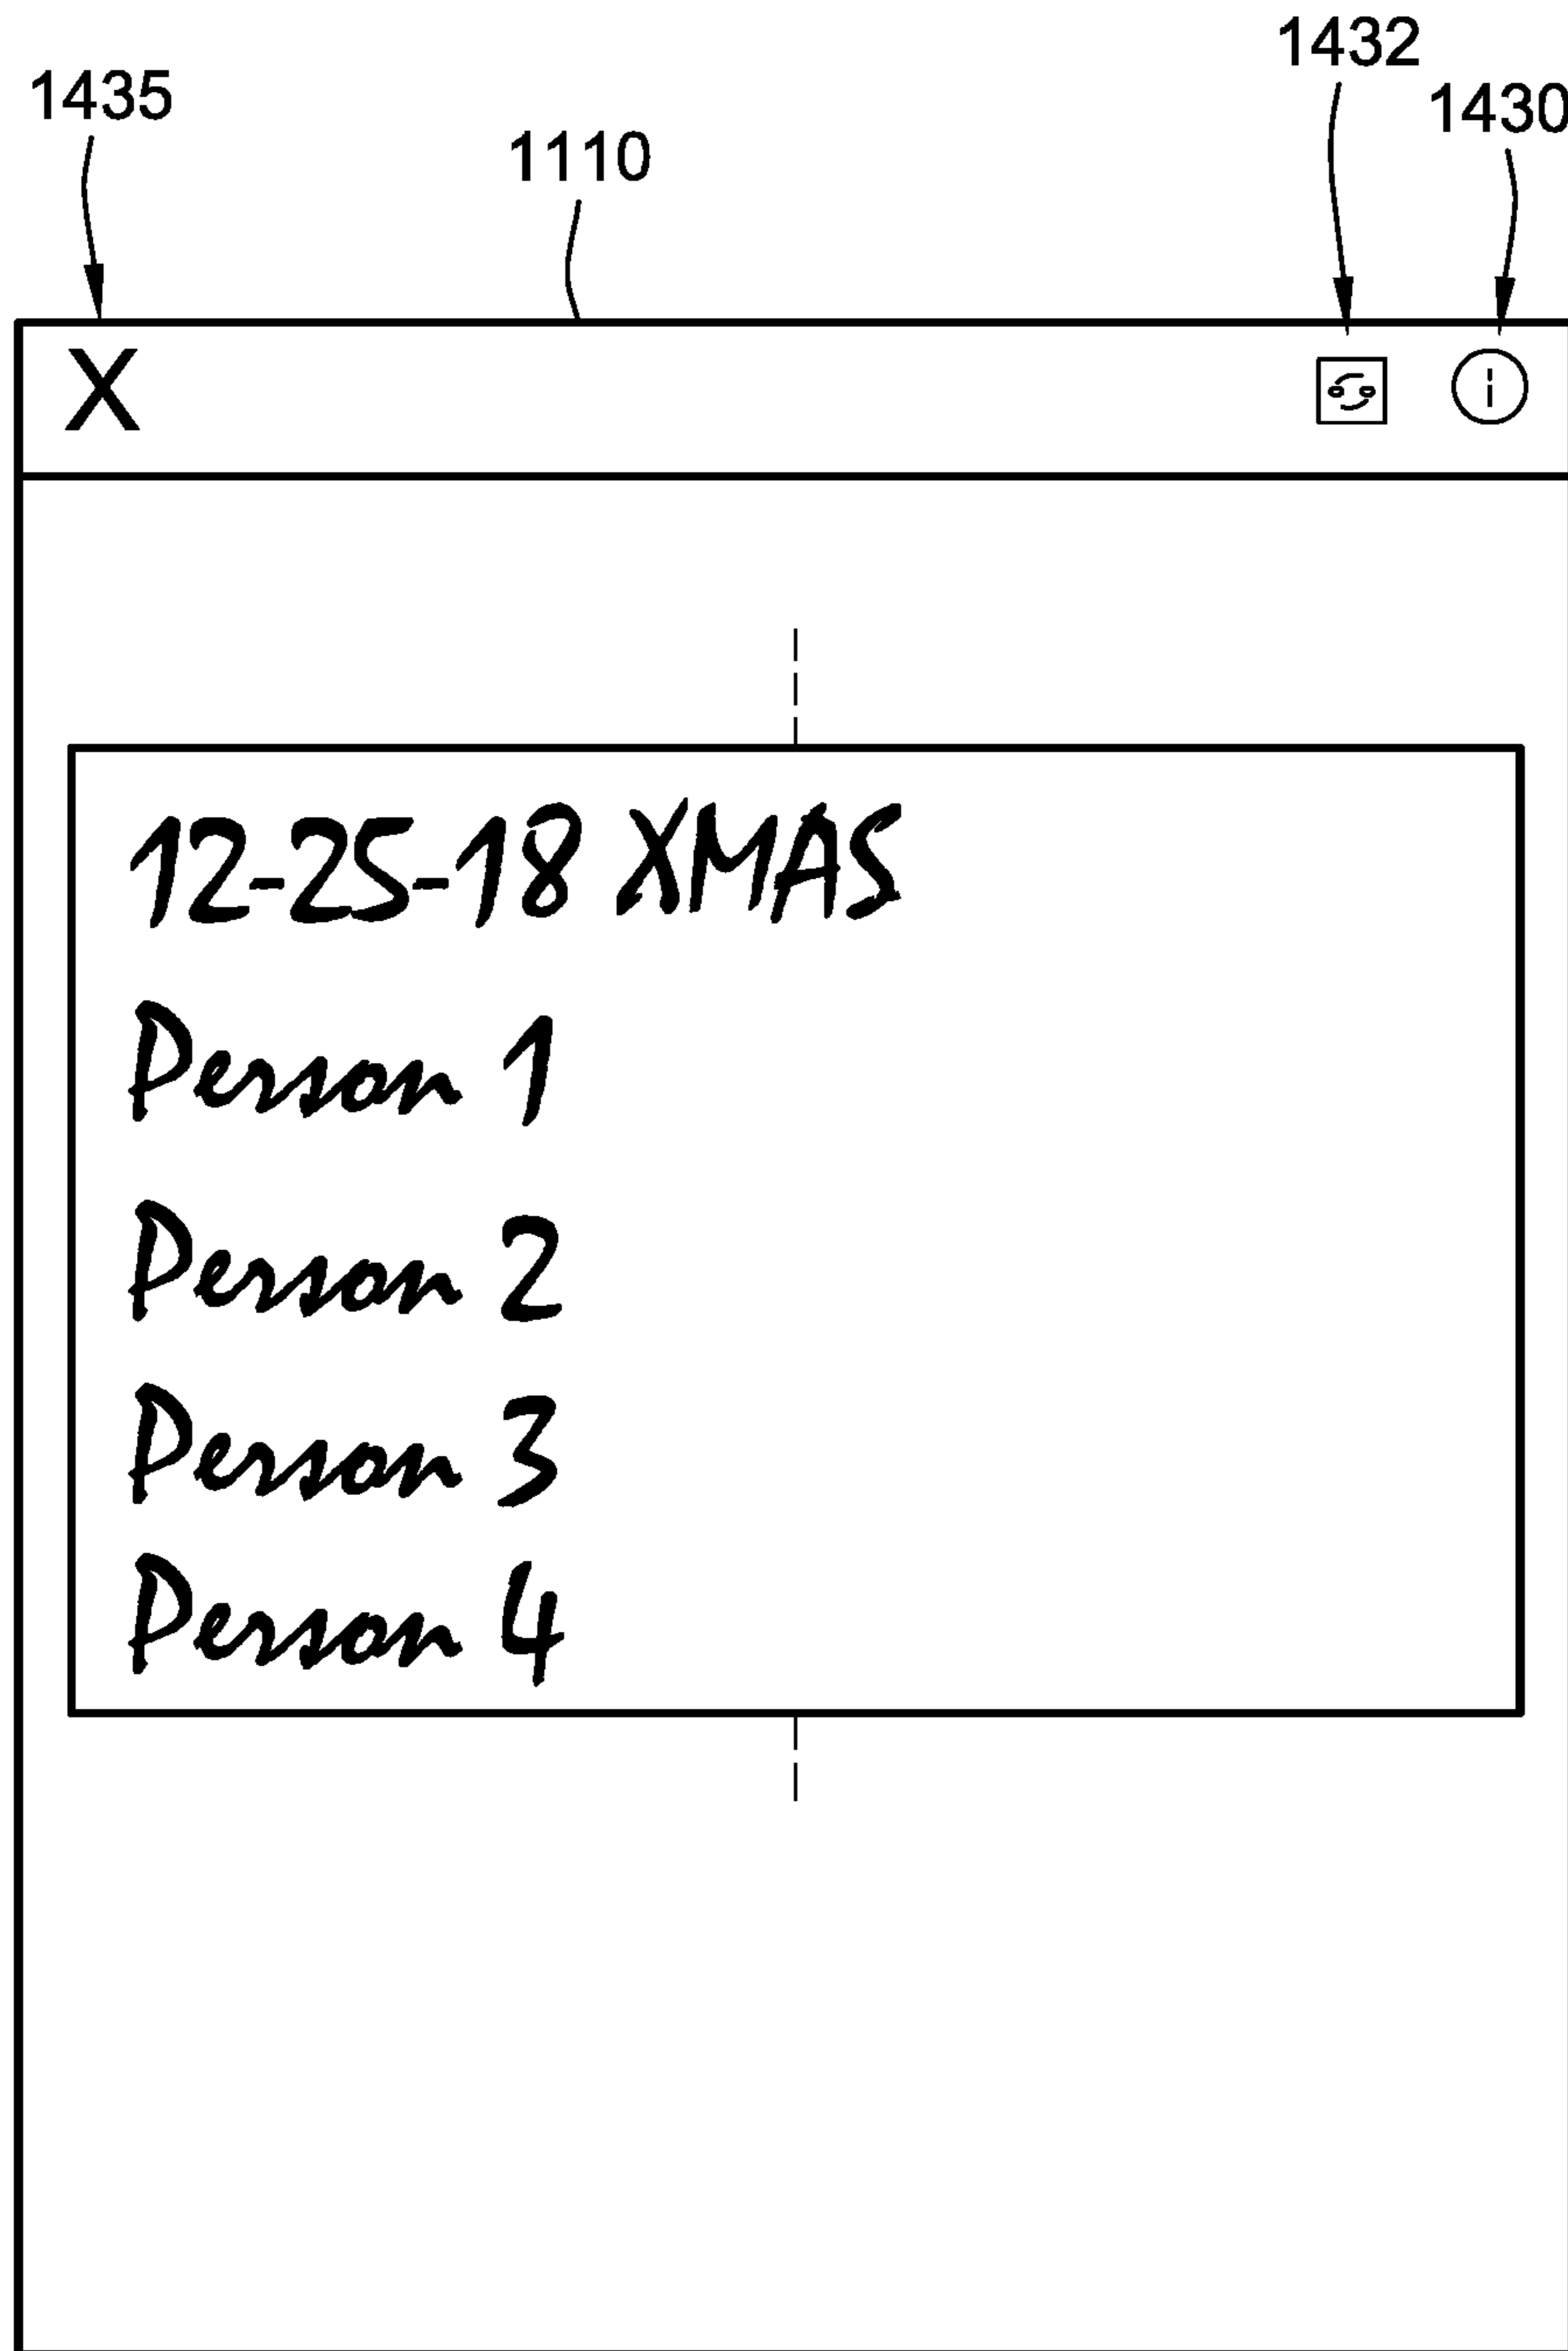 1432
1435
1430
1110
X
i
12-25-18 XMAS
Person 1
Person 2
Person 3
Person 4